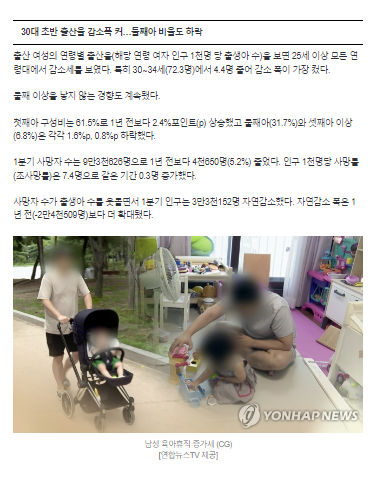 30대 초반 출산율 감소폭 커…둘째아 비율도 하락
출산 여성의 연령별 출산율(해당 연령 여자 인구 1천명 당 출생아 수)을 보면 25세 이상 모든 연
령대에서 감소세를 보였다. 특히 30∼34세(72.3명)에서 4.4명 줄어 감소 폭이 가장 컸다.
둘째 이상을 낳지 않는 경향도 계속됐다.
첫째아 구성비는 61.5%로 1년 전보다 2.4%포인트(p) 상승했고 둘째아(31.7%)와 셋째아 이상
(6.8%)은 각각 1.6%p, 0.8%p 하락했다.
1분기 사망자 수는 9만3천626명으로 1년 전보다 4천650명(5.2%) 줄었다. 인구 1천명당 사망률
(조사망률)은 7.4명으로 같은 기간 0.3명 증가했다.
사망자 수가 출생아 수를 웃돌면서 1분기 인구는 3만3천152명 자연감소했다. 자연감소 폭은 1
년 전(-2만4천509명)보다 더 확대됐다.
YONHAP NEWS
남성 육아휴직 증가세 (CG)
[연합뉴스TV 제공]